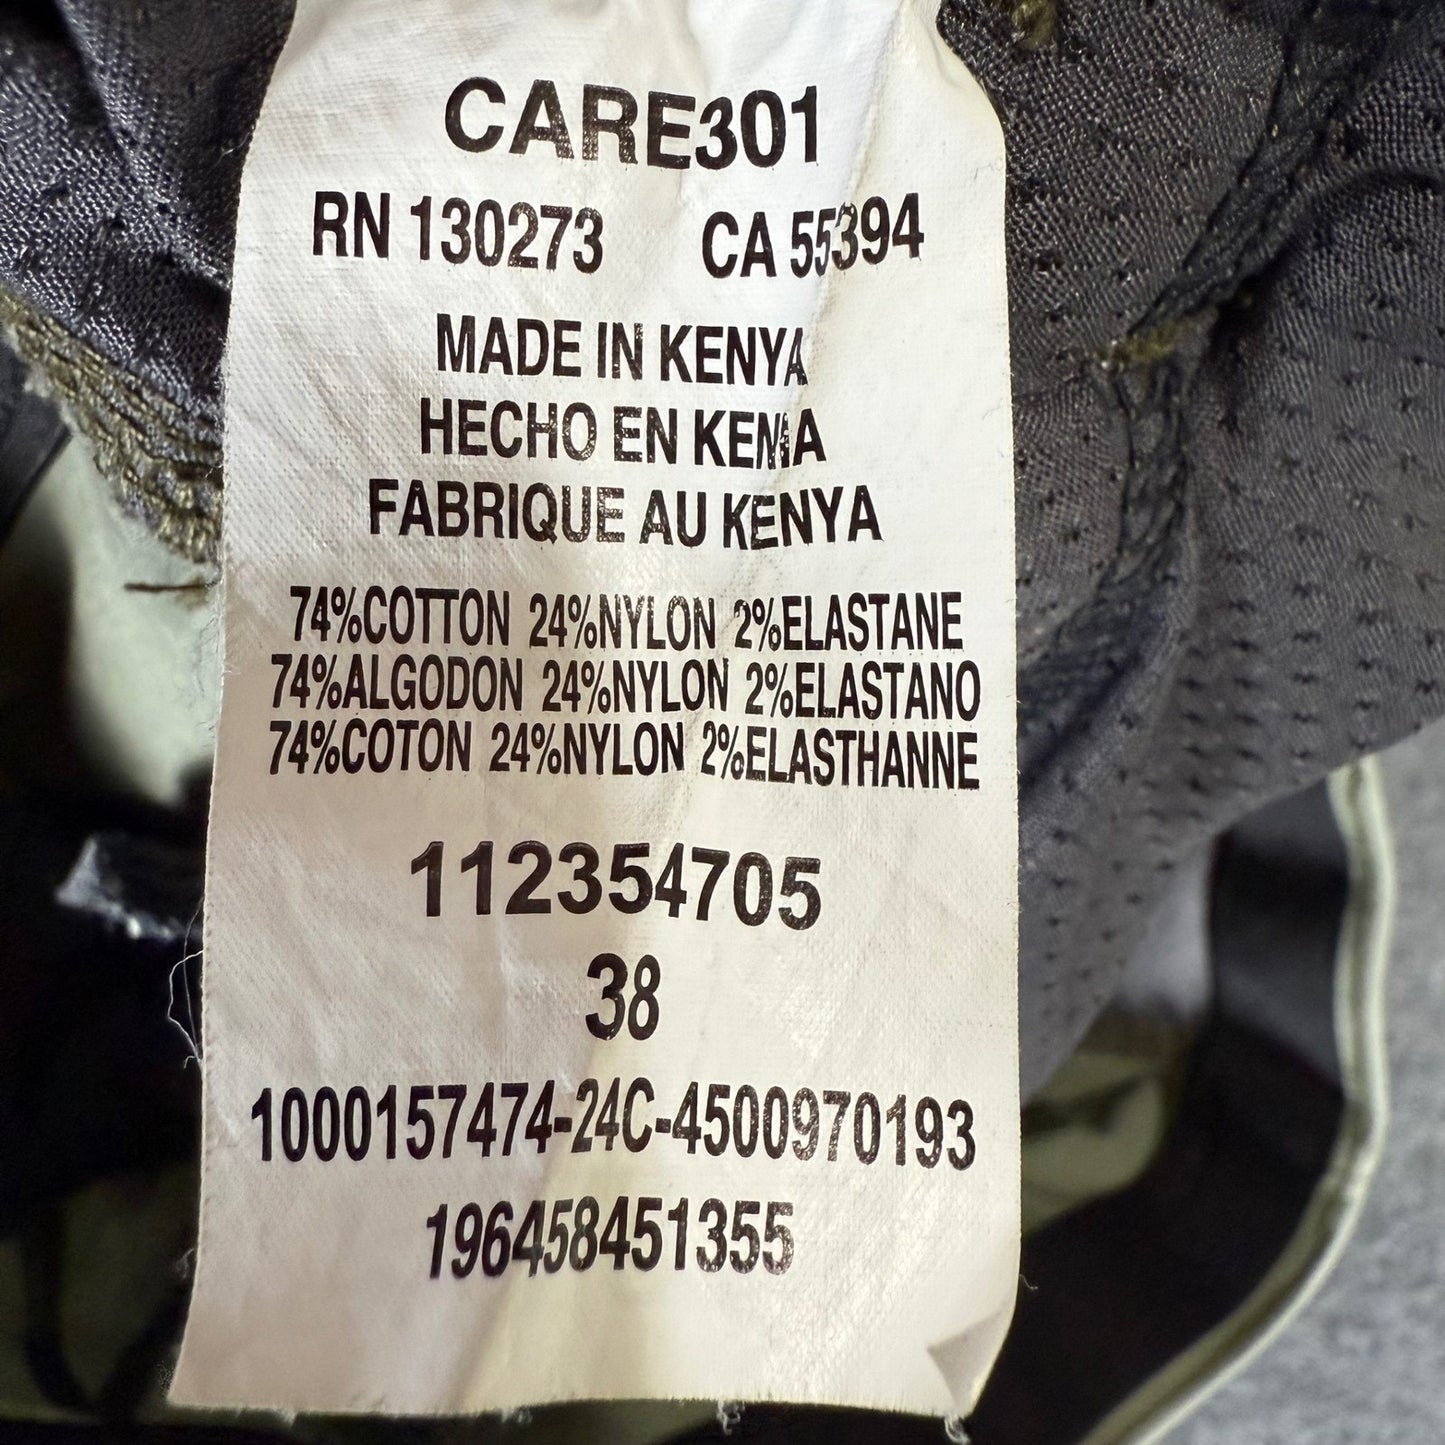 CARE301
RN 130273 CA 55394
MADE IN KENYA
HECHO EN KENIA
FABRIQUE AU KENYA
74%COTTON 24%NYLON 2%ELASTANE
74%ALGODON 24%NYLON 2%ELASTANO
74%COTON 24%NYLON 2%ELASTHANNE
112354705
38
1000157474-24C-4500970193
196458451355